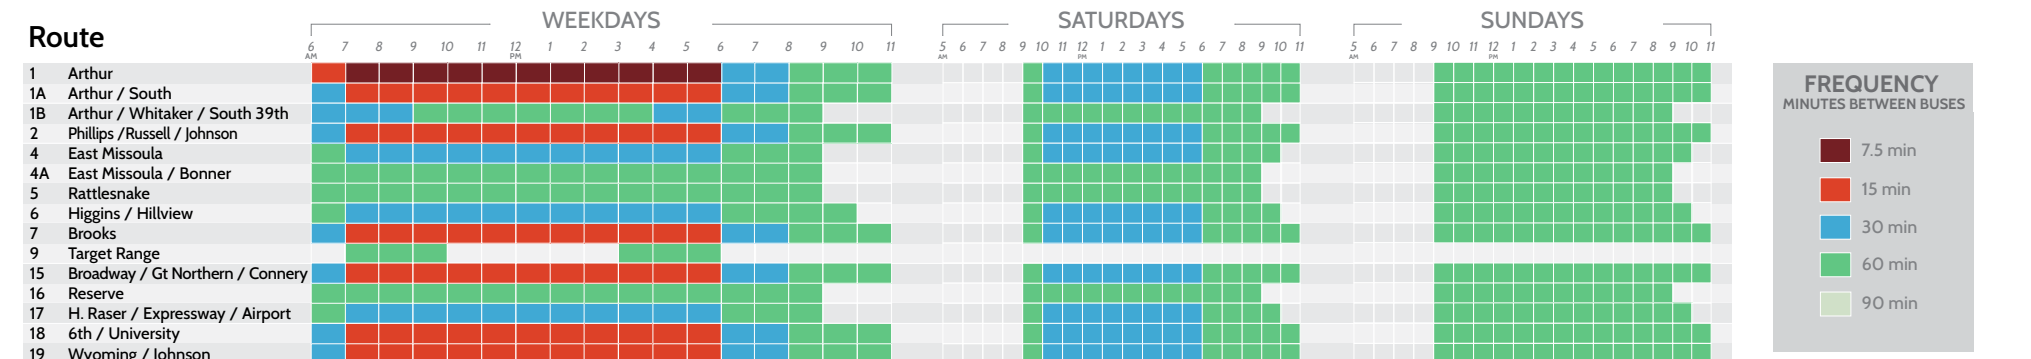 WEEKDAYS SATURDAYS SUNDAYS
Route
6 7 8 9 10 11 12 1 2 3 4 5 6 7 8 9 10 11 5 6 7 8 9 10 11 12 1 2 3 4 5 6 7 8 9 10 11 5 6 7 8 9 10 11 12 1 2 3 4 5 6 7 8 9 10 11
AM PM AM PM AM PM
1 Arthur
1A Arthur / South
1B Arthur / Whitaker / South 39th
2 Phillips /Russell / Johnson
4 East Missoula
4A East Missoula / Bonner
5 Rattlesnake
6 Higgins / Hillview
7 Brooks
9 Target Range
15 Broadway / Gt Northern / Connery
16 Reserve
17 H. Raser / Expressway / Airport
18 6th / University
19 Wyoming / Johnson
FREQUENCY
MINUTES BETWEEN BUSES
7.5 min
15 min
30 min
60 min
90 min